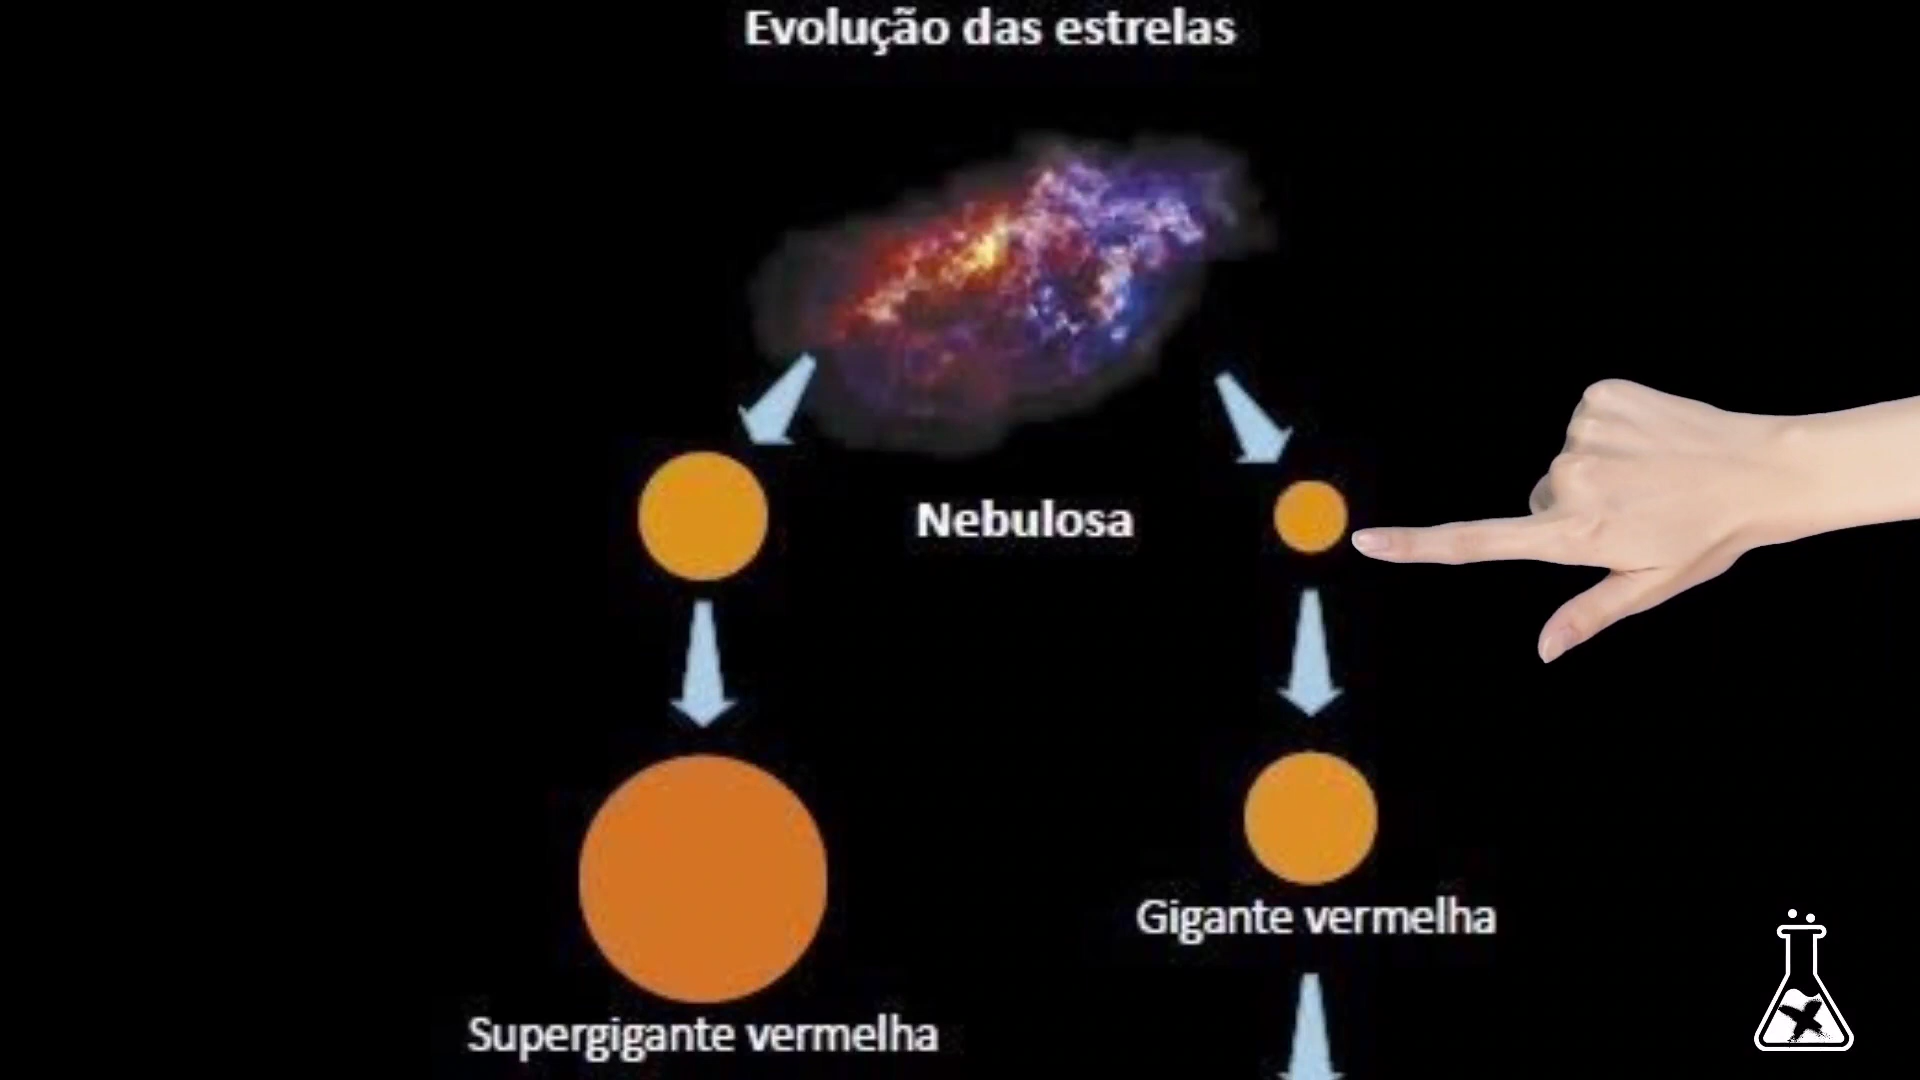 Evolução das estrelas
Nebulosa
Gigante vermelha
Supergigante vermelha